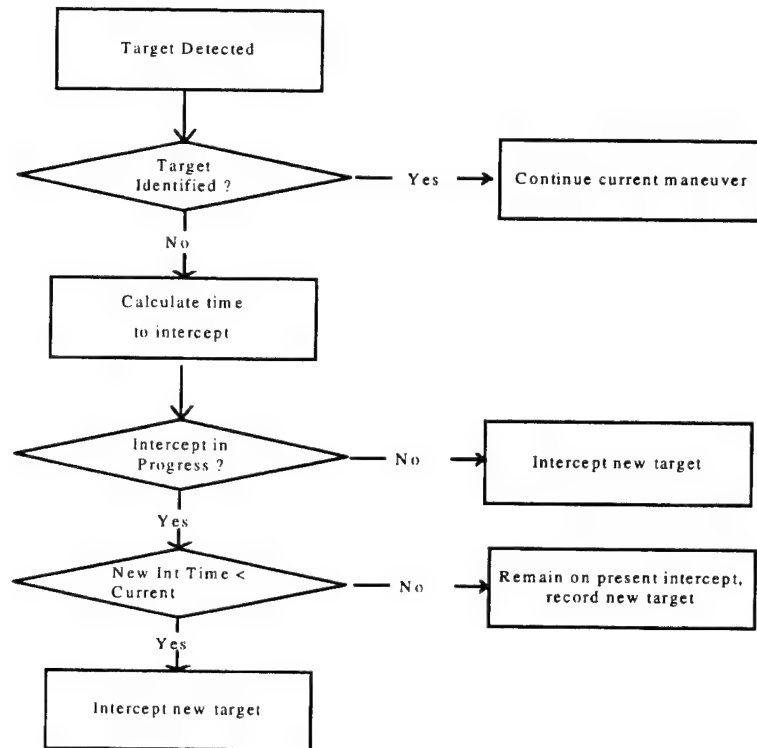 Target Detected
Target
Identified ?
Yes
Continue current maneuver
No
Calculate time
to intercept
Intercept in
Progress ?
No
Intercept new target
Yes
New Int Time <
Current
No
Remain on present intercept,
record new target
Yes
Intercept new target